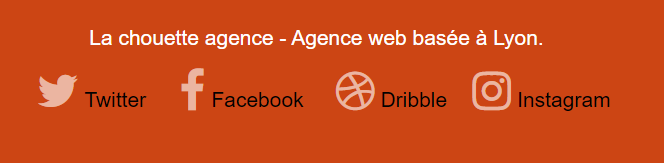 La chouette agence - Agence web basée à Lyon.
Twitter Facebook Dribble Instagram